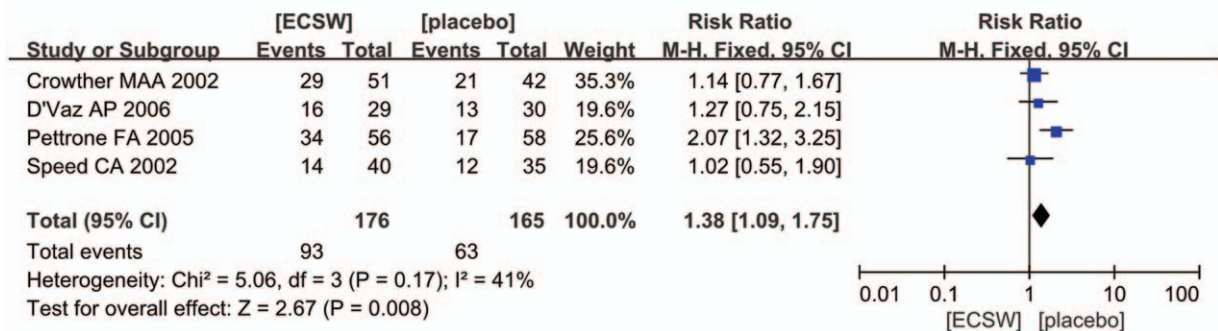 [ECSW] [placebo] Risk Ratio Risk Ratio
Study or Subgroup Events Total Events Total Weight M-H, Fixed, 95% CI M-H, Fixed, 95% CI
Crowther MAA 2002 29 51 21 42 35.3% 1.14 [0.77, 1.67]
D'Vaz AP 2006 16 29 13 30 19.6% 1.27 [0.75, 2.15]
Pettrone FA 2005 34 56 17 58 25.6% 2.07 [1.32, 3.25]
Speed CA 2002 14 40 12 35 19.6% 1.02 [0.55, 1.90]
Total (95% CI) 176 165 100.0% 1.38 [1.09, 1.75]
Total events 93 63
Heterogeneity: Chi² = 5.06, df = 3 (P = 0.17); I² = 41%
Test for overall effect: Z = 2.67 (P = 0.008)
0.01 0.1 1 10 100
[ECSW] [placebo]